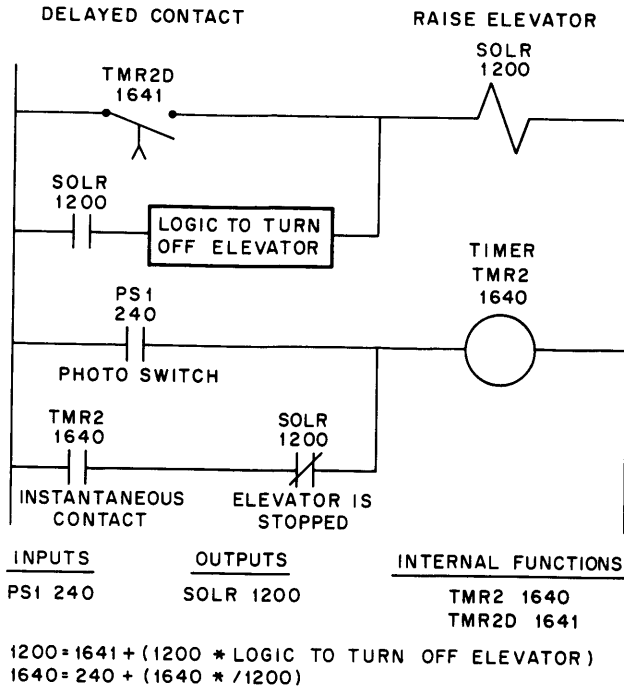 DELAYED CONTACT
RAISE ELEVATOR
TMR2D
1641
SOLR
1200
SOLR
1200
LOGIC TO TURN
OFF ELEVATOR
TIMER
TMR2
1640
PS1
240
PHOTO SWITCH
TMR2
1640
SOLR
1200
INSTANTANEOUS
CONTACT
ELEVATOR IS
STOPPED
INPUTS
OUTPUTS
INTERNAL FUNCTIONS
PS1 240
SOLR 1200
TMR2 1640
TMR2D 1641
1200=1641+(1200 * LOGIC TO TURN OFF ELEVATOR)
1640=240+(1640 * /1200)